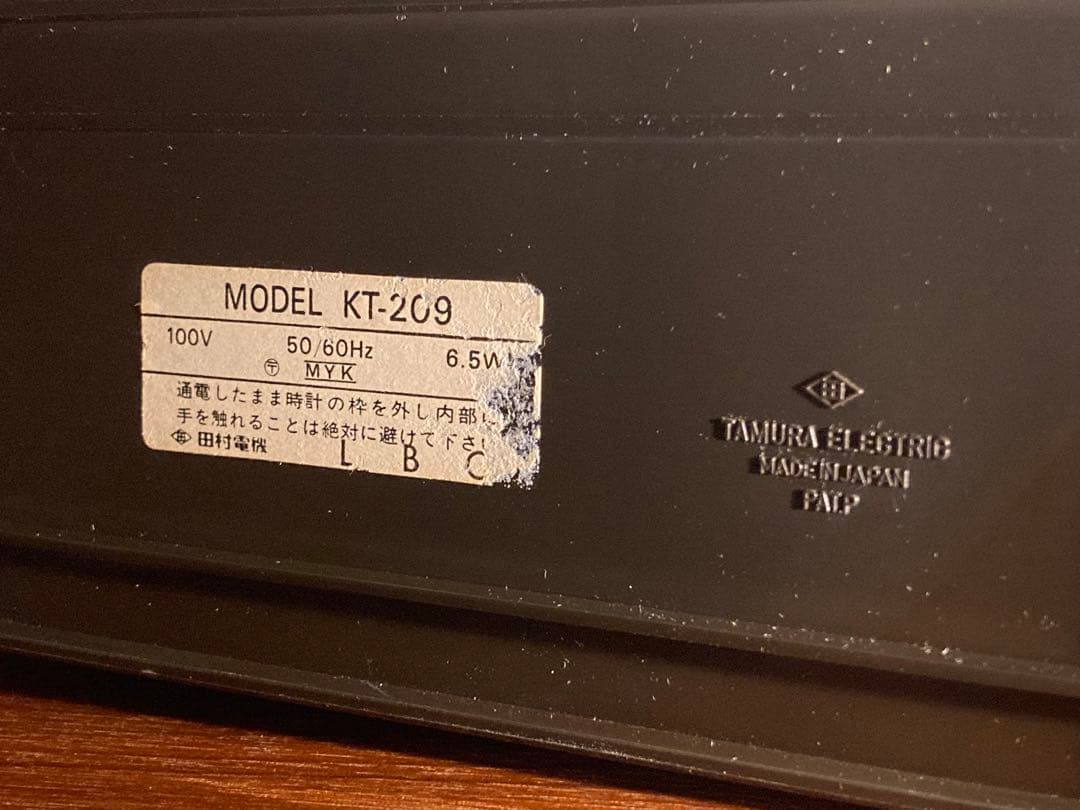 MODEL KT-209
100V 50/60Hz 6.5W
〒 MYK
通電したまま時計の枠を外し内部に
手を触れることは絶対に避けて下さい
田村電機
L B C
TAMURA ELECTRIC
MADE IN JAPAN
PAT.P